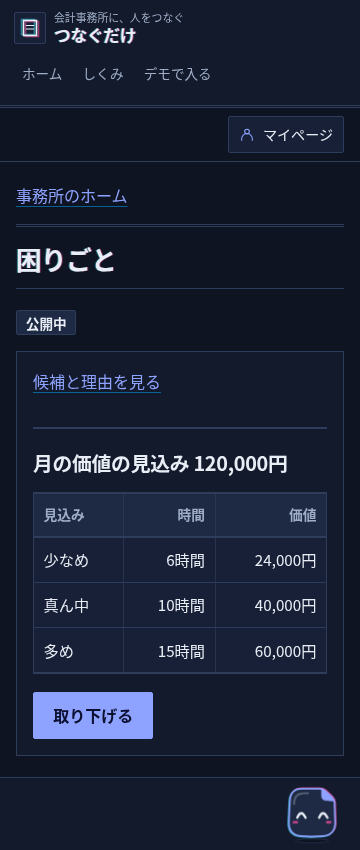 会計事務所に、人をつなぐ
つなぐだけ
ホーム しくみ デモで入る
マイページ
事務所のホーム
困りごと
公開中
候補と理由を見る
月の価値の見込み 120,000円
見込み 時間 価値
少なめ 6時間 24,000円
真ん中 10時間 40,000円
多め 15時間 60,000円
取り下げる